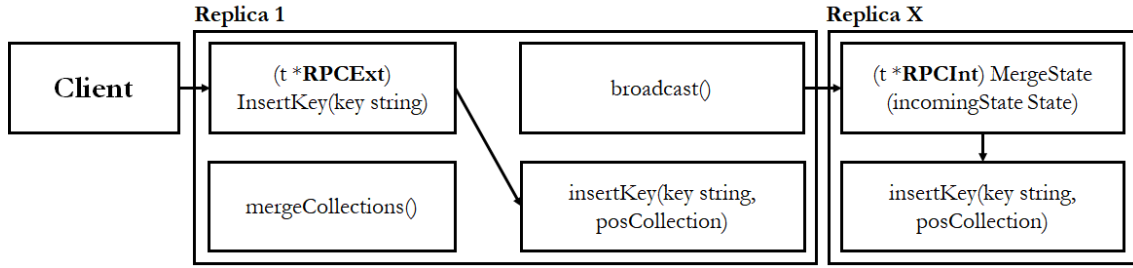 Replica 1
Replica X
Client
(t *RPCExt)
InsertKey(key string)
broadcast()
(t *RPCInt) MergeState
(incomingState State)
mergeCollections()
insertKey(key string,
posCollection)
insertKey(key string,
posCollection)